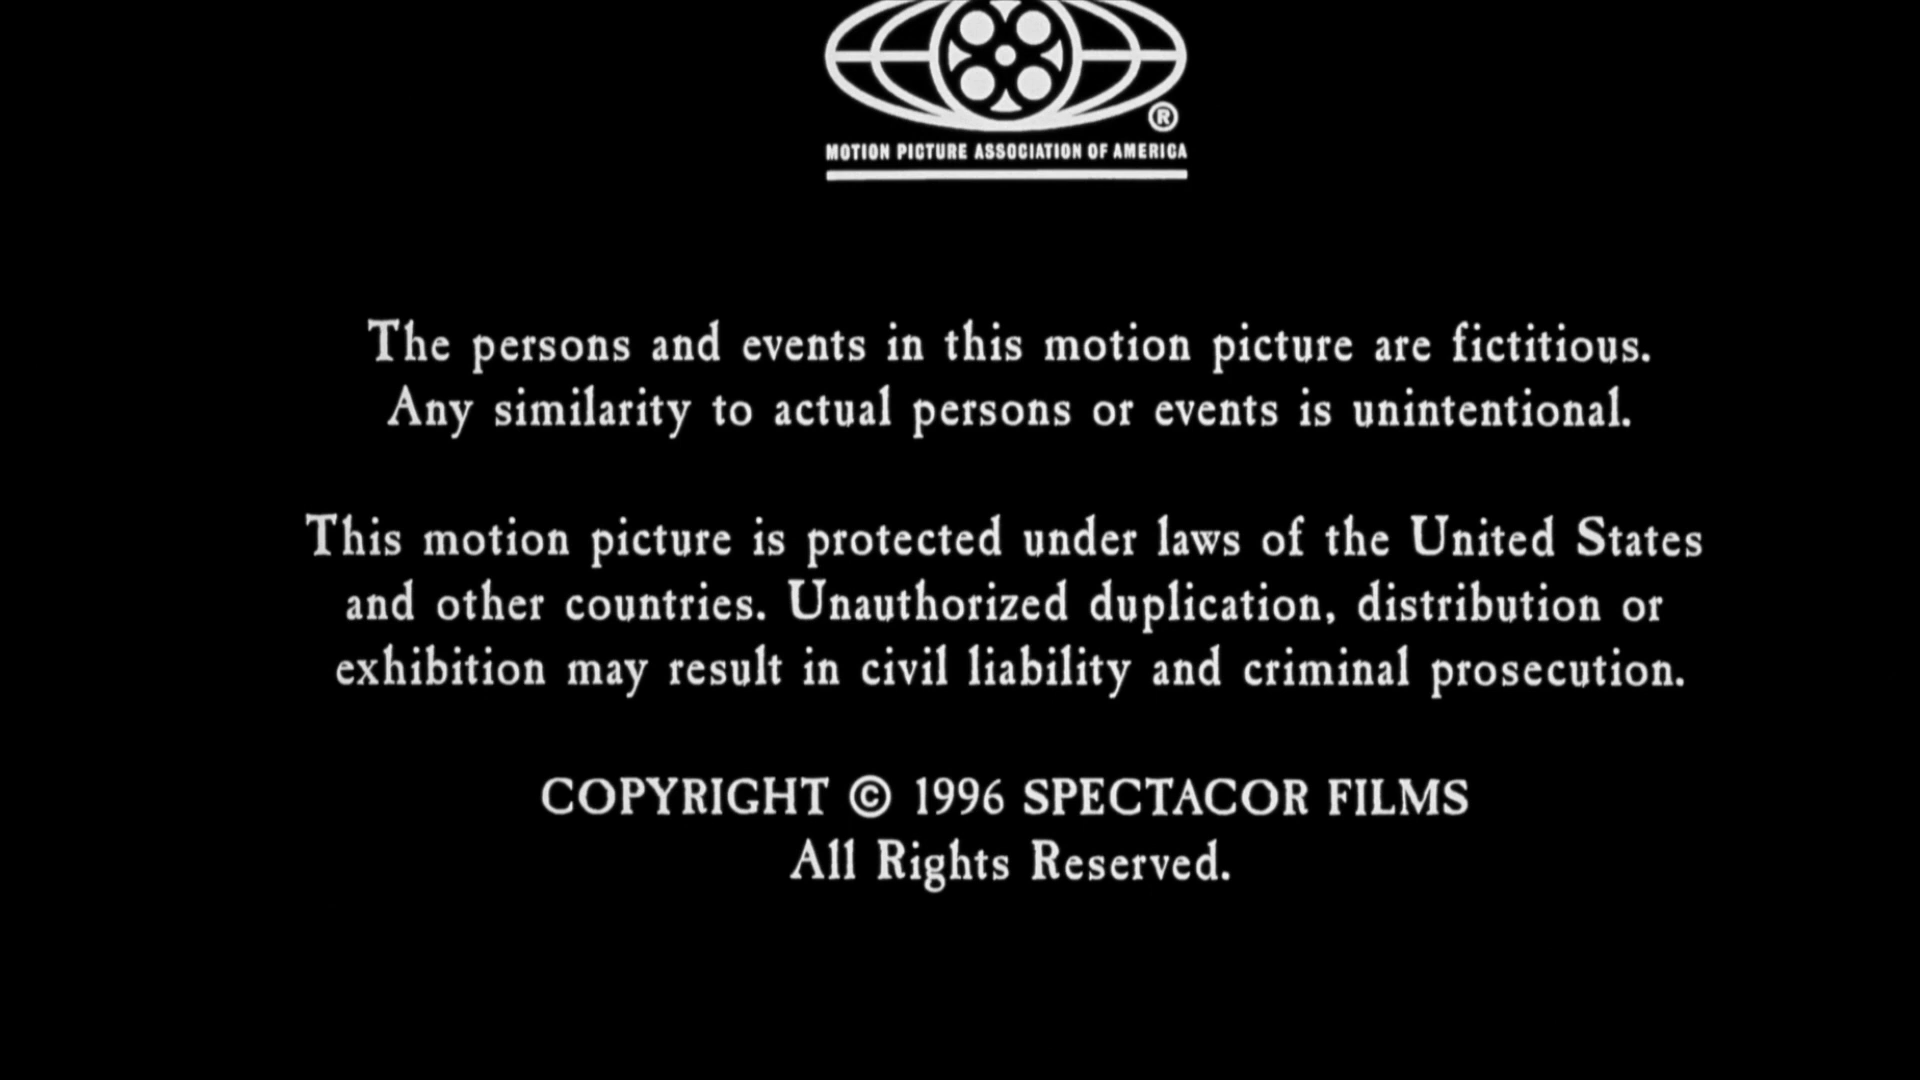 ®
MOTION PICTURE ASSOCIATION OF AMERICA
The persons and events in this motion picture are fictitious.
Any similarity to actual persons or events is unintentional.
This motion picture is protected under laws of the United States
and other countries. Unauthorized duplication, distribution or
exhibition may result in civil liability and criminal prosecution.
COPYRIGHT © 1996 SPECTACOR FILMS
All Rights Reserved.